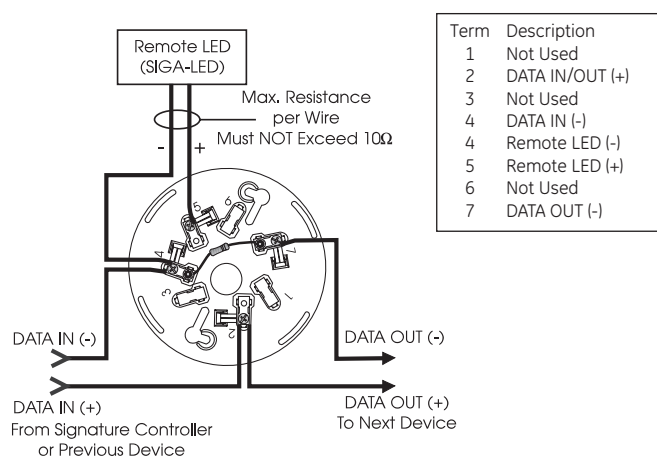 Remote LED
(SIGA-LED)
Max. Resistance
per Wire
Must NOT Exceed 10Ω
- +
5
6
4
7
3
1
2
DATA IN (-)
DATA OUT (-)
DATA IN (+)
DATA OUT (+)
From Signature Controller
or Previous Device
To Next Device
Term Description
1 Not Used
2 DATA IN/OUT (+)
3 Not Used
4 DATA IN (-)
4 Remote LED (-)
5 Remote LED (+)
6 Not Used
7 DATA OUT (-)